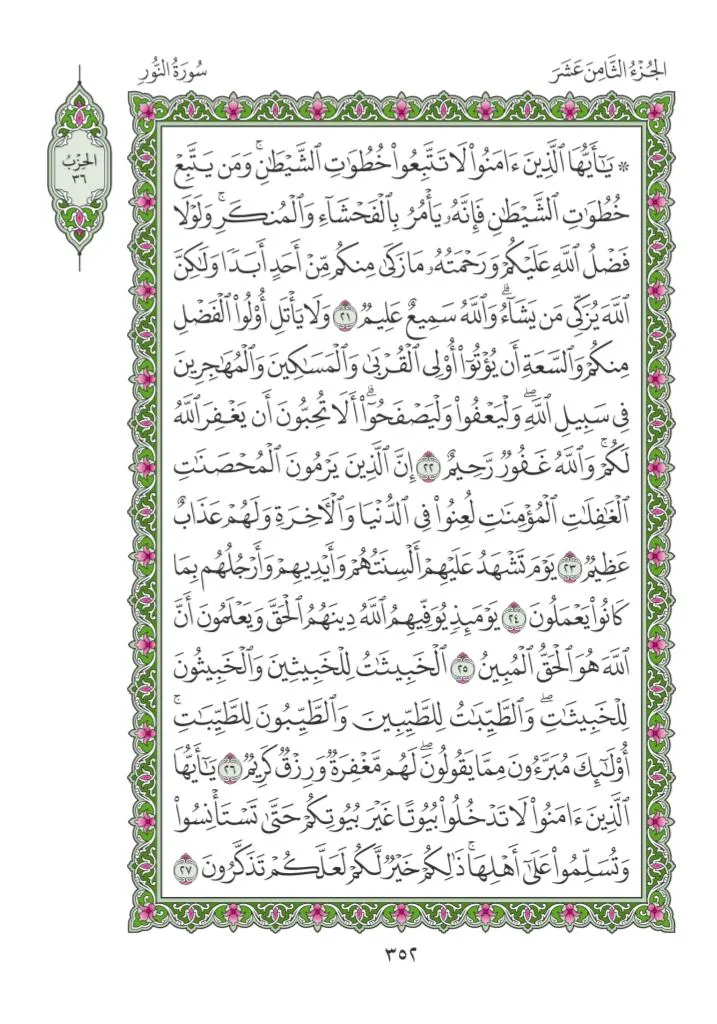 الجُزْءُ الثَّامِنَ عَشَرَ
سُورَةُ النُّورِ
الحِزْبُ
٣٦
۞ يَٰٓأَيُّهَا ٱلَّذِينَ ءَامَنُواْ لَا تَتَّبِعُواْ خُطُوَٰتِ ٱلشَّيۡطَٰنِۚ وَمَن يَتَّبِعۡ
خُطُوَٰتِ ٱلشَّيۡطَٰنِ فَإِنَّهُۥ يَأۡمُرُ بِٱلۡفَحۡشَآءِ وَٱلۡمُنكَرِۚ وَلَوۡلَا
فَضۡلُ ٱللَّهِ عَلَيۡكُمۡ وَرَحۡمَتُهُۥ مَا زَكَىٰ مِنكُم مِّنۡ أَحَدٍ أَبَدٗا وَلَٰكِنَّ
ٱللَّهَ يُزَكِّي مَن يَشَآءُۗ وَٱللَّهُ سَمِيعٌ عَلِيمٞ ٢١ وَلَا يَأۡتَلِ أُوْلُواْ ٱلۡفَضۡلِ
مِنكُمۡ وَٱلسَّعَةِ أَن يُؤۡتُوٓاْ أُوْلِي ٱلۡقُرۡبَىٰ وَٱلۡمَسَٰكِينَ وَٱلۡمُهَٰجِرِينَ
فِي سَبِيلِ ٱللَّهِۖ وَلۡيَعۡفُواْ وَلۡيَصۡفَحُوٓاْۗ أَلَا تُحِبُّونَ أَن يَغۡفِرَ ٱللَّهُ
لَكُمۡۚ وَٱللَّهُ غَفُورٞ رَّحِيمٌ ٢٢ إِنَّ ٱلَّذِينَ يَرۡمُونَ ٱلۡمُحۡصَنَٰتِ
ٱلۡغَٰفِلَٰتِ ٱلۡمُؤۡمِنَٰتِ لُعِنُواْ فِي ٱلدُّنۡيَا وَٱلۡأٓخِرَةِ وَلَهُمۡ عَذَابٌ
عَظِيمٞ ٢٣ يَوۡمَ تَشۡهَدُ عَلَيۡهِمۡ أَلۡسِنَتُهُمۡ وَأَيۡدِيهِمۡ وَأَرۡجُلُهُم بِمَا
كَانُواْ يَعۡمَلُونَ ٢٤ يَوۡمَئِذٖ يُوَفِّيهِمُ ٱللَّهُ دِينَهُمُ ٱلۡحَقَّ وَيَعۡلَمُونَ أَنَّ
ٱللَّهَ هُوَ ٱلۡحَقُّ ٱلۡمُبِينُ ٢٥ ٱلۡخَبِيثَٰتُ لِلۡخَبِيثِينَ وَٱلۡخَبِيثُونَ
لِلۡخَبِيثَٰتِۖ وَٱلطَّيِّبَٰتُ لِلطَّيِّبِينَ وَٱلطَّيِّبُونَ لِلطَّيِّبَٰتِۚ
أُوْلَٰٓئِكَ مُبَرَّءُونَ مِمَّا يَقُولُونَۖ لَهُم مَّغۡفِرَةٞ وَرِزۡقٞ كَرِيمٞ ٢٦ يَٰٓأَيُّهَا
ٱلَّذِينَ ءَامَنُواْ لَا تَدۡخُلُواْ بُيُوتًا غَيۡرَ بُيُوتِكُمۡ حَتَّىٰ تَسۡتَأۡنِسُواْ
وَتُسَلِّمُواْ عَلَىٰٓ أَهۡلِهَاۚ ذَٰلِكُمۡ خَيۡرٞ لَّكُمۡ لَعَلَّكُمۡ تَذَكَّرُونَ ٢٧
٣٥٢